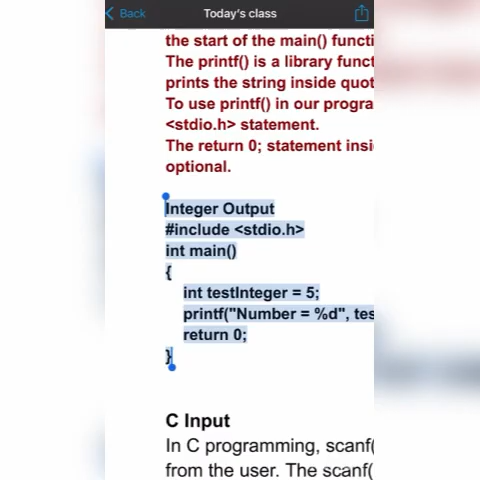 Back
Today's class
the start of the main() functi
The printf() is a library funct
prints the string inside quot
To use printf() in our progra
<stdio.h> statement.
The return 0; statement insi
optional.
Integer Output
#include <stdio.h>
int main()
{
int testInteger = 5;
printf("Number = %d", tes
return 0;
}
C Input
In C programming, scanf(
from the user. The scanf(